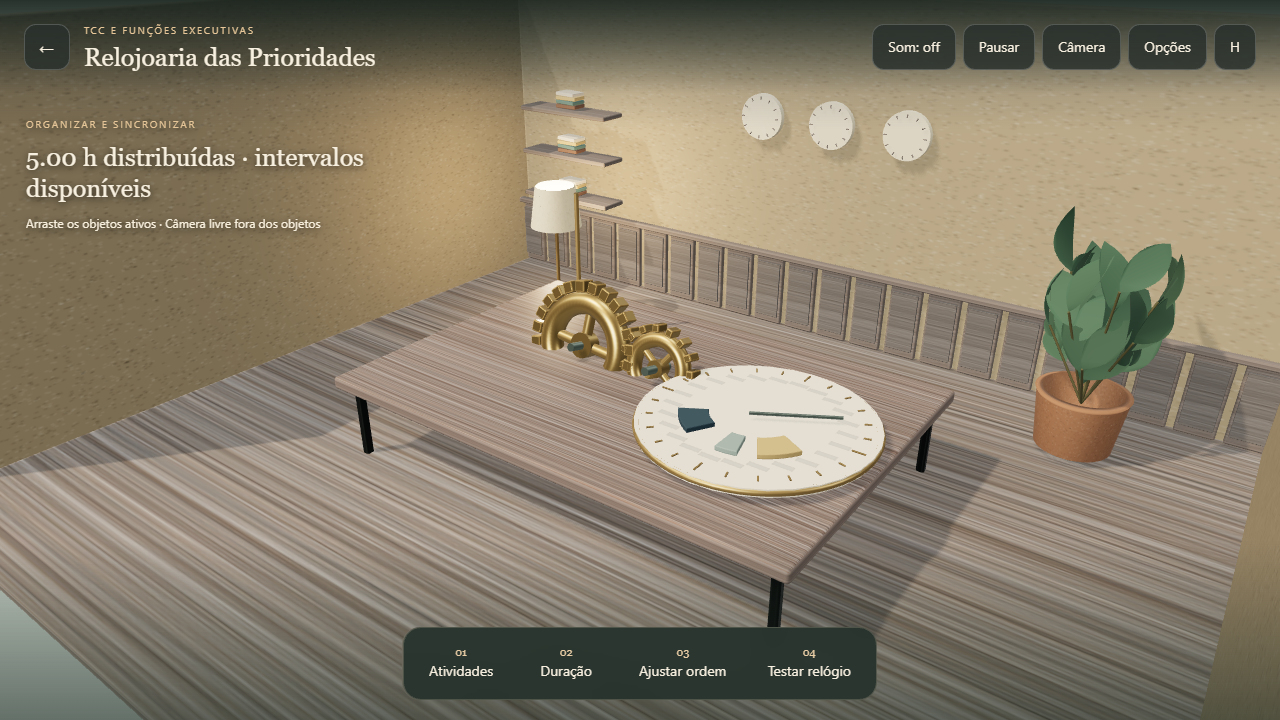 ←
TCC E FUNÇÕES EXECUTIVAS
Relojoaria das Prioridades
Som: off
Pausar
Câmera
Opções
H
ORGANIZAR E SINCRONIZAR
5.00 h distribuídas · intervalos
disponíveis
Arraste os objetos ativos · Câmera livre fora dos objetos
01
Atividades
02
Duração
03
Ajustar ordem
04
Testar relógio